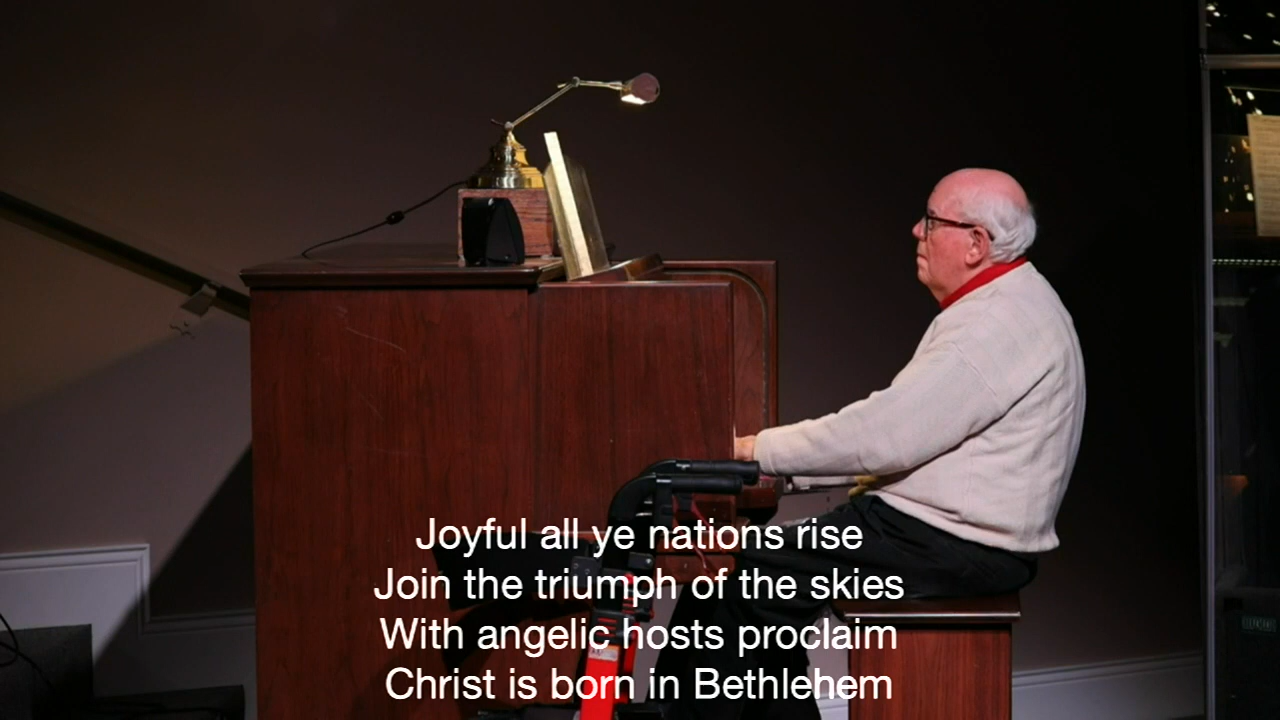 Joyful all ye nations rise
Join the triumph of the skies
With angelic hosts proclaim
Christ is born in Bethlehem